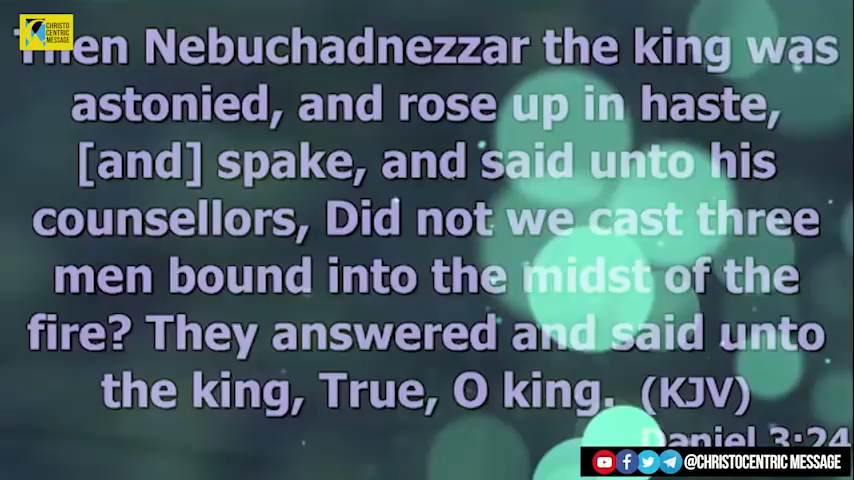 CHRISTO
CENTRIC
MESSAGE
Then Nebuchadnezzar the king was
astonied, and rose up in haste,
[and] spake, and said unto his
counsellors, Did not we cast three
men bound into the midst of the
fire? They answered and said unto
the king, True, O king. (KJV)
Daniel 3:24
@CHRISTOCENTRIC MESSAGE